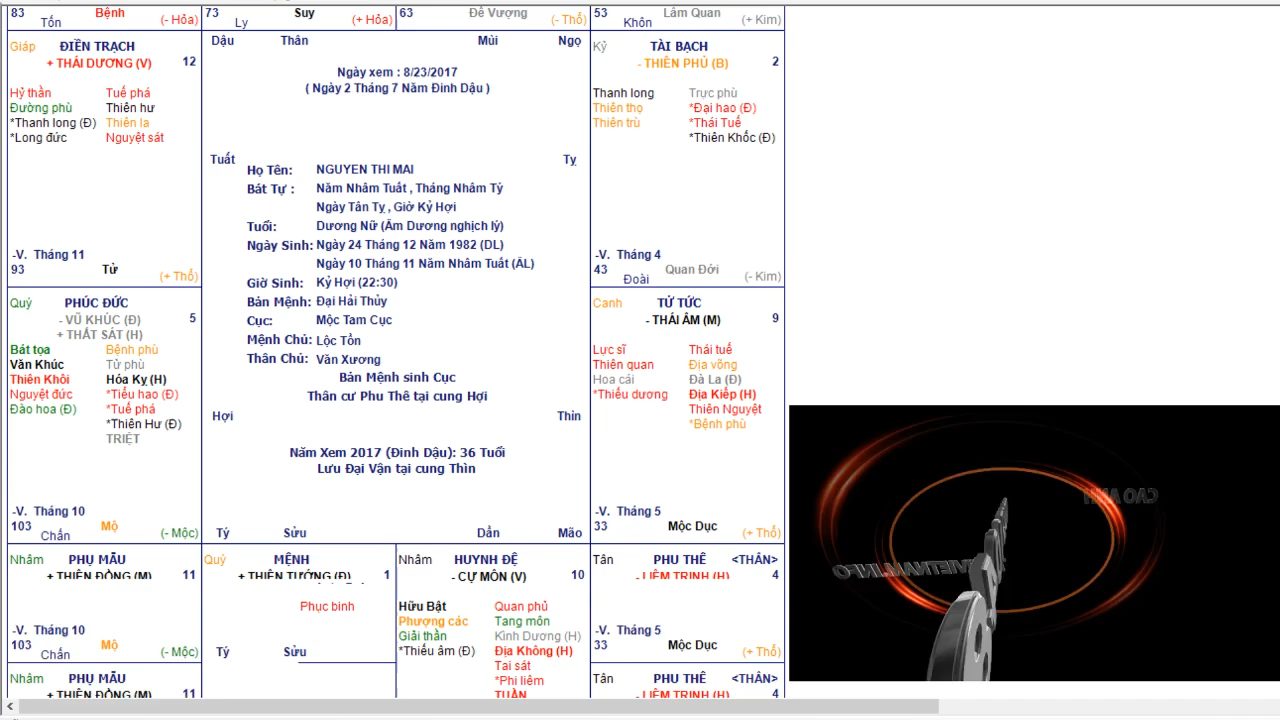 83 Bệnh (- Hỏa)
Tốn
73 Suy (+ Hỏa)
Ly
63 Đế Vượng (- Thổ)
53 Lâm Quan (+ Kim)
Khôn
Giáp ĐIỀN TRẠCH
+ THÁI DƯƠNG (V) 12
Hỷ thần Tuế phá
Đường phù Thiên hư
*Thanh long (Đ) Thiên la
*Long đức Nguyệt sát
-V. Tháng 11
93 Tử (+ Thổ)
Dậu Thân Mùi Ngọ
Ngày xem : 8/23/2017
( Ngày 2 Tháng 7 Năm Đinh Dậu )
Tuất Tỵ
Họ Tên: NGUYEN THI MAI
Bát Tự : Năm Nhâm Tuất , Tháng Nhâm Tý
Ngày Tân Tỵ , Giờ Kỷ Hợi
Tuổi: Dương Nữ (Âm Dương nghịch lý)
Ngày Sinh: Ngày 24 Tháng 12 Năm 1982 (DL)
Ngày 10 Tháng 11 Năm Nhâm Tuất (ÂL)
Giờ Sinh: Kỷ Hợi (22:30)
Bản Mệnh: Đại Hải Thủy
Cục: Mộc Tam Cục
Mệnh Chủ: Lộc Tồn
Thân Chủ: Văn Xương
Bản Mệnh sinh Cục
Thân cư Phu Thê tại cung Hợi
Hợi Thìn
Năm Xem 2017 (Đinh Dậu): 36 Tuổi
Lưu Đại Vận tại cung Thìn
Tý Sửu Dần Mão
Kỷ TÀI BẠCH
- THIÊN PHỦ (B) 2
Thanh long Trực phù
Thiên thọ *Đại hao (Đ)
Thiên trù *Thái Tuế
*Thiên Khốc (Đ)
-V. Tháng 4
43 Quan Đới (- Kim)
Đoài
Quý PHÚC ĐỨC
- VŨ KHÚC (Đ) 5
+ THẤT SÁT (H)
Bát tọa Bệnh phù
Văn Khúc Tử phù
Thiên Khôi Hóa Kỵ (H)
Nguyệt đức *Tiểu hao (Đ)
Đào hoa (Đ) *Tuế phá
*Thiên Hư (Đ)
TRIỆT
-V. Tháng 10
103 Mộ (- Mộc)
Chấn
Canh TỬ TỨC
- THÁI ÂM (M) 9
Lực sĩ Thái tuế
Thiên quan Địa võng
Hoa cái Đà La (Đ)
*Thiếu dương Địa Kiếp (H)
Thiên Nguyệt
*Bệnh phù
-V. Tháng 5
33 Mộc Dục (+ Thổ)
Nhâm PHỤ MẪU
+ THIÊN ĐỒNG (M) 11
-V. Tháng 10
103 Mộ (- Mộc)
Chấn
Nhâm PHỤ MẪU
+ THIÊN ĐỒNG (M) 11
Quý MỆNH
+ THIÊN TƯỚNG (Đ) 1
Phục binh
Tý Sửu
Nhâm HUYNH ĐỆ
- CỰ MÔN (V) 10
Hữu Bật Quan phủ
Phượng các Tang môn
Giải thần Kình Dương (H)
*Thiếu âm (Đ) Địa Không (H)
Tai sát
*Phi liêm
TUẦN
Tân PHU THÊ <THÂN>
- LIÊM TRINH (H) 4
-V. Tháng 5
33 Mộc Dục (+ Thổ)
Tân PHU THÊ <THÂN>
- LIÊM TRINH (H) 4
CAO ANH